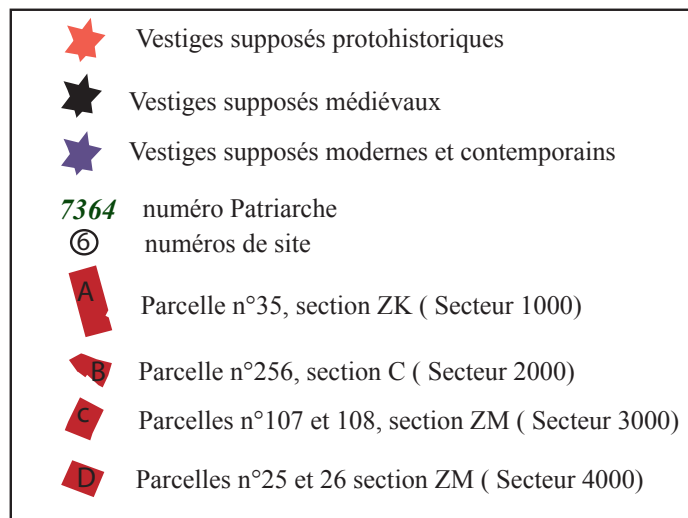 Vestiges supposés protohistoriques
Vestiges supposés médiévaux
Vestiges supposés modernes et contemporains
7364 numéro Patriarche
⑥ numéros de site
A Parcelle n°35, section ZK ( Secteur 1000)
B Parcelle n°256, section C ( Secteur 2000)
C Parcelles n°107 et 108, section ZM ( Secteur 3000)
D Parcelles n°25 et 26 section ZM ( Secteur 4000)